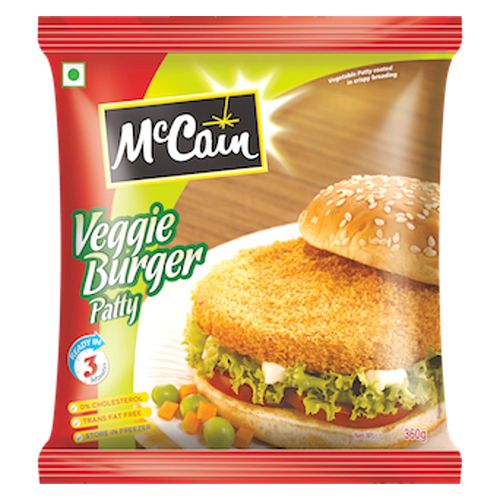 Vegetable Patty coated
in crispy breading
McCain
Veggie
Burger
Patty
READY IN
3
Minutes
0% CHOLESTEROL
TRANS FAT FREE
STORE IN FREEZER
360g